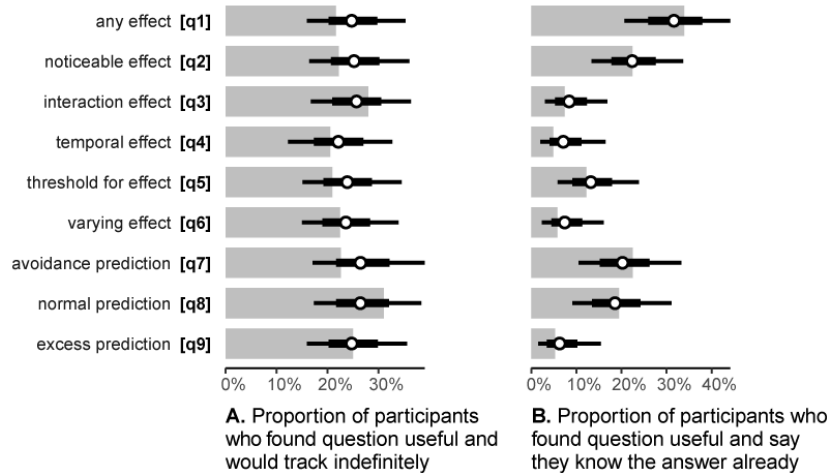 any effect [q1]
noticeable effect [q2]
interaction effect [q3]
temporal effect [q4]
threshold for effect [q5]
varying effect [q6]
avoidance prediction [q7]
normal prediction [q8]
excess prediction [q9]
0% 10% 20% 30%
A. Proportion of participants
who found question useful and
would track indefinitely
0% 10% 20% 30% 40%
B. Proportion of participants who
found question useful and say
they know the answer already